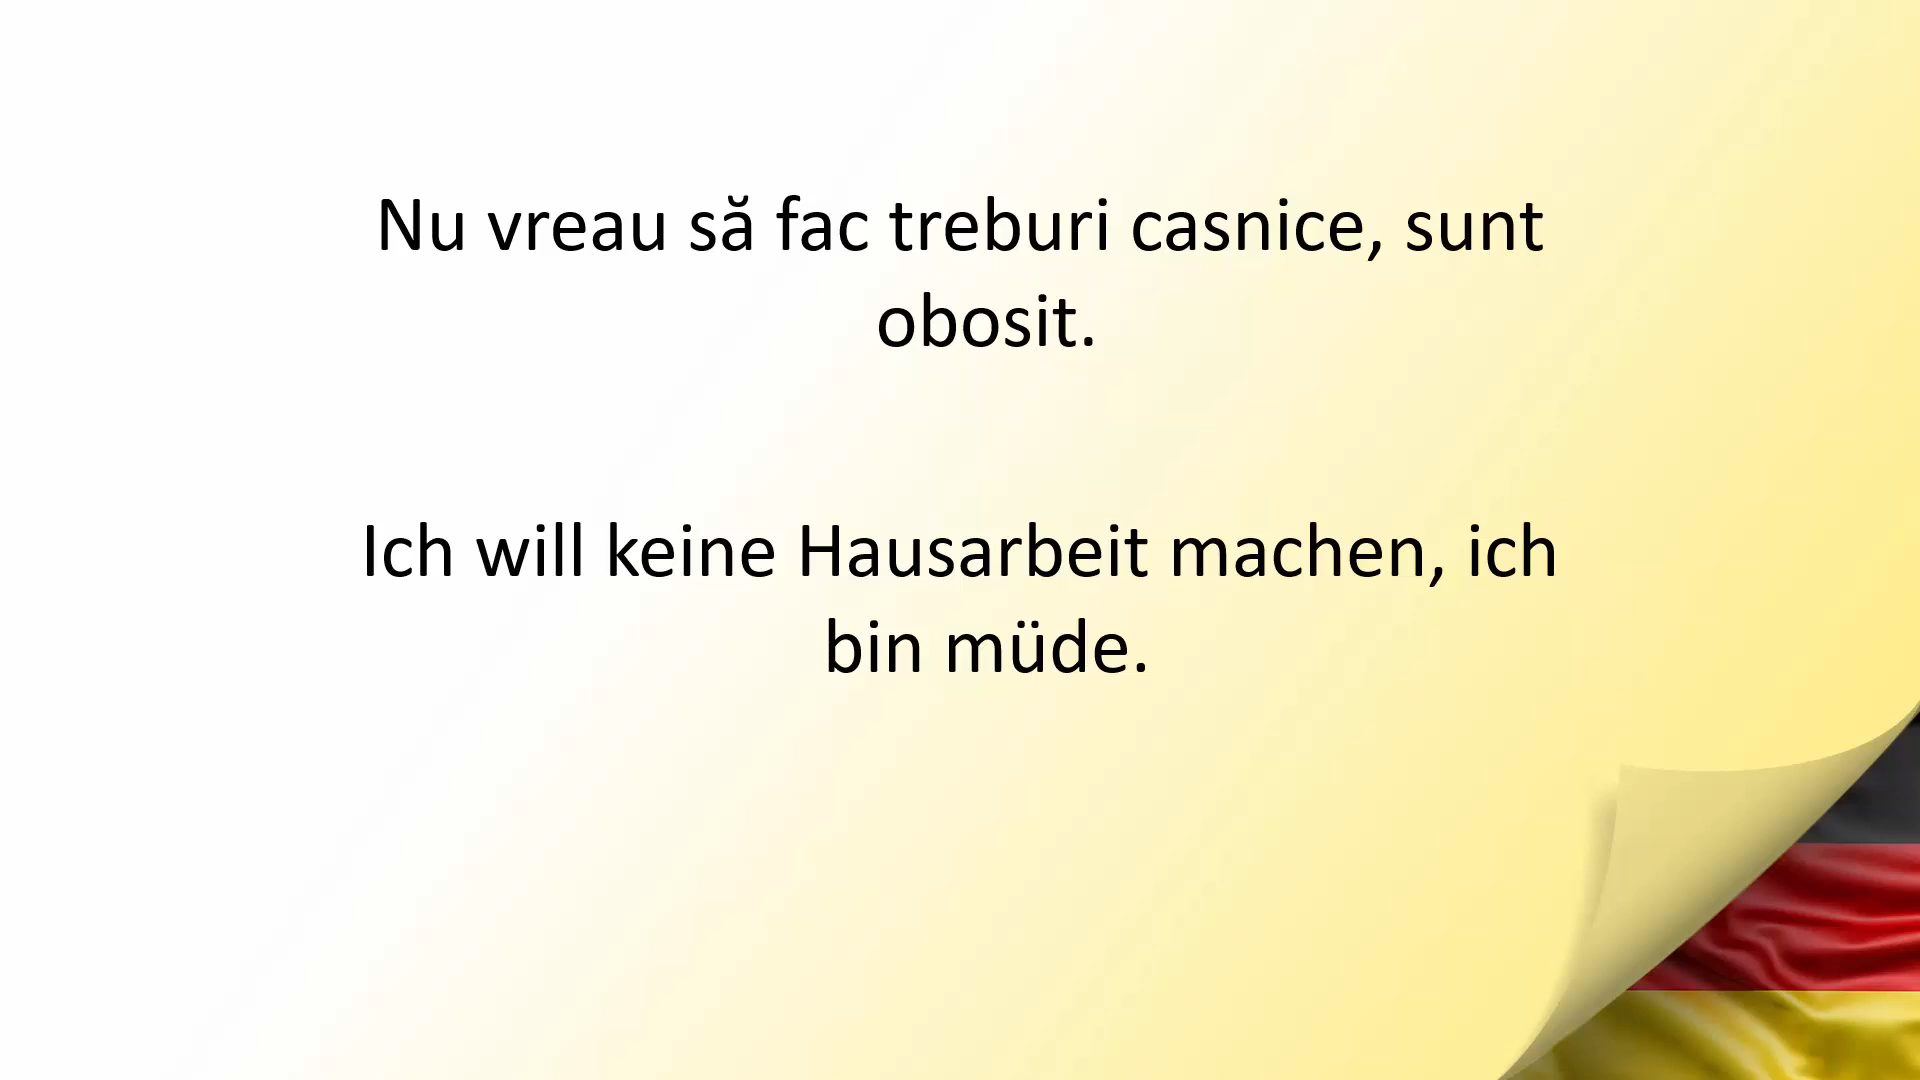 Nu vreau să fac treburi casnice, sunt
obosit.
Ich will keine Hausarbeit machen, ich
bin müde.